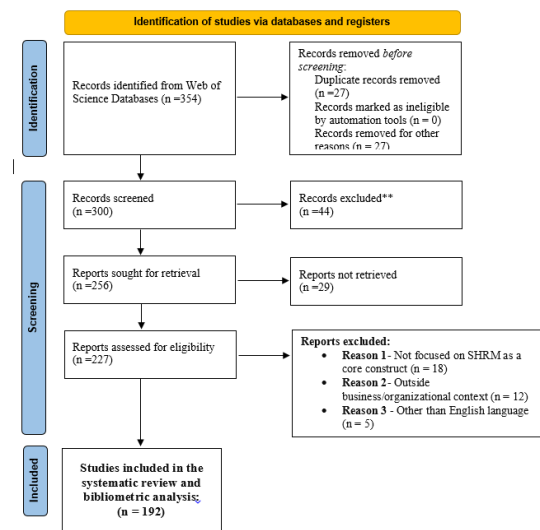 Identification of studies via databases and registers
Identification
Records identified from Web of
Science Databases (n =354)
Records removed before
screening:
Duplicate records removed
(n =27)
Records marked as ineligible
by automation tools (n = 0)
Records removed for other
reasons (n = 27)
Screening
Records screened
(n =300)
Records excluded**
(n =44)
Reports sought for retrieval
(n =256)
Reports not retrieved
(n =29)
Reports assessed for eligibility
(n =227)
Reports excluded:
• Reason 1- Not focused on SHRM as a
core construct (n = 18)
• Reason 2- Outside
business/organizational context (n = 12)
• Reason 3 - Other than English language
(n = 5)
Included
Studies included in the
systematic review and
bibliometric analysis:
(n = 192)